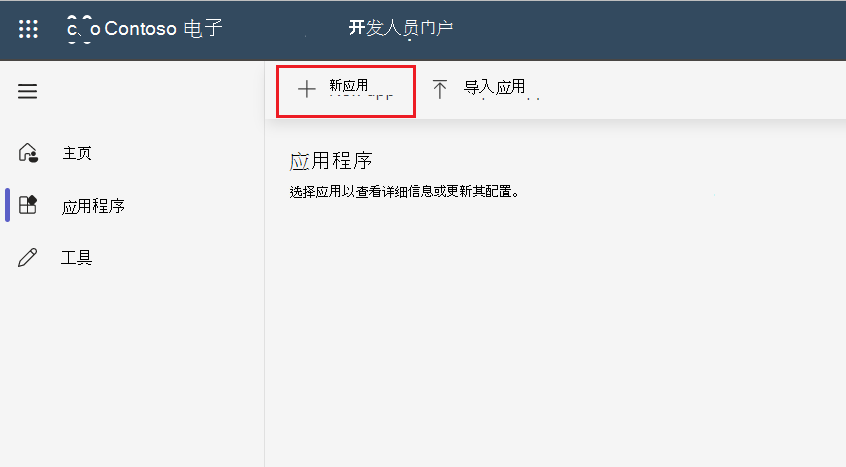 Contoso 电子
开发人员门户
新应用
导入应用
主页
应用程序
工具
应用程序
选择应用以查看详细信息或更新其配置。